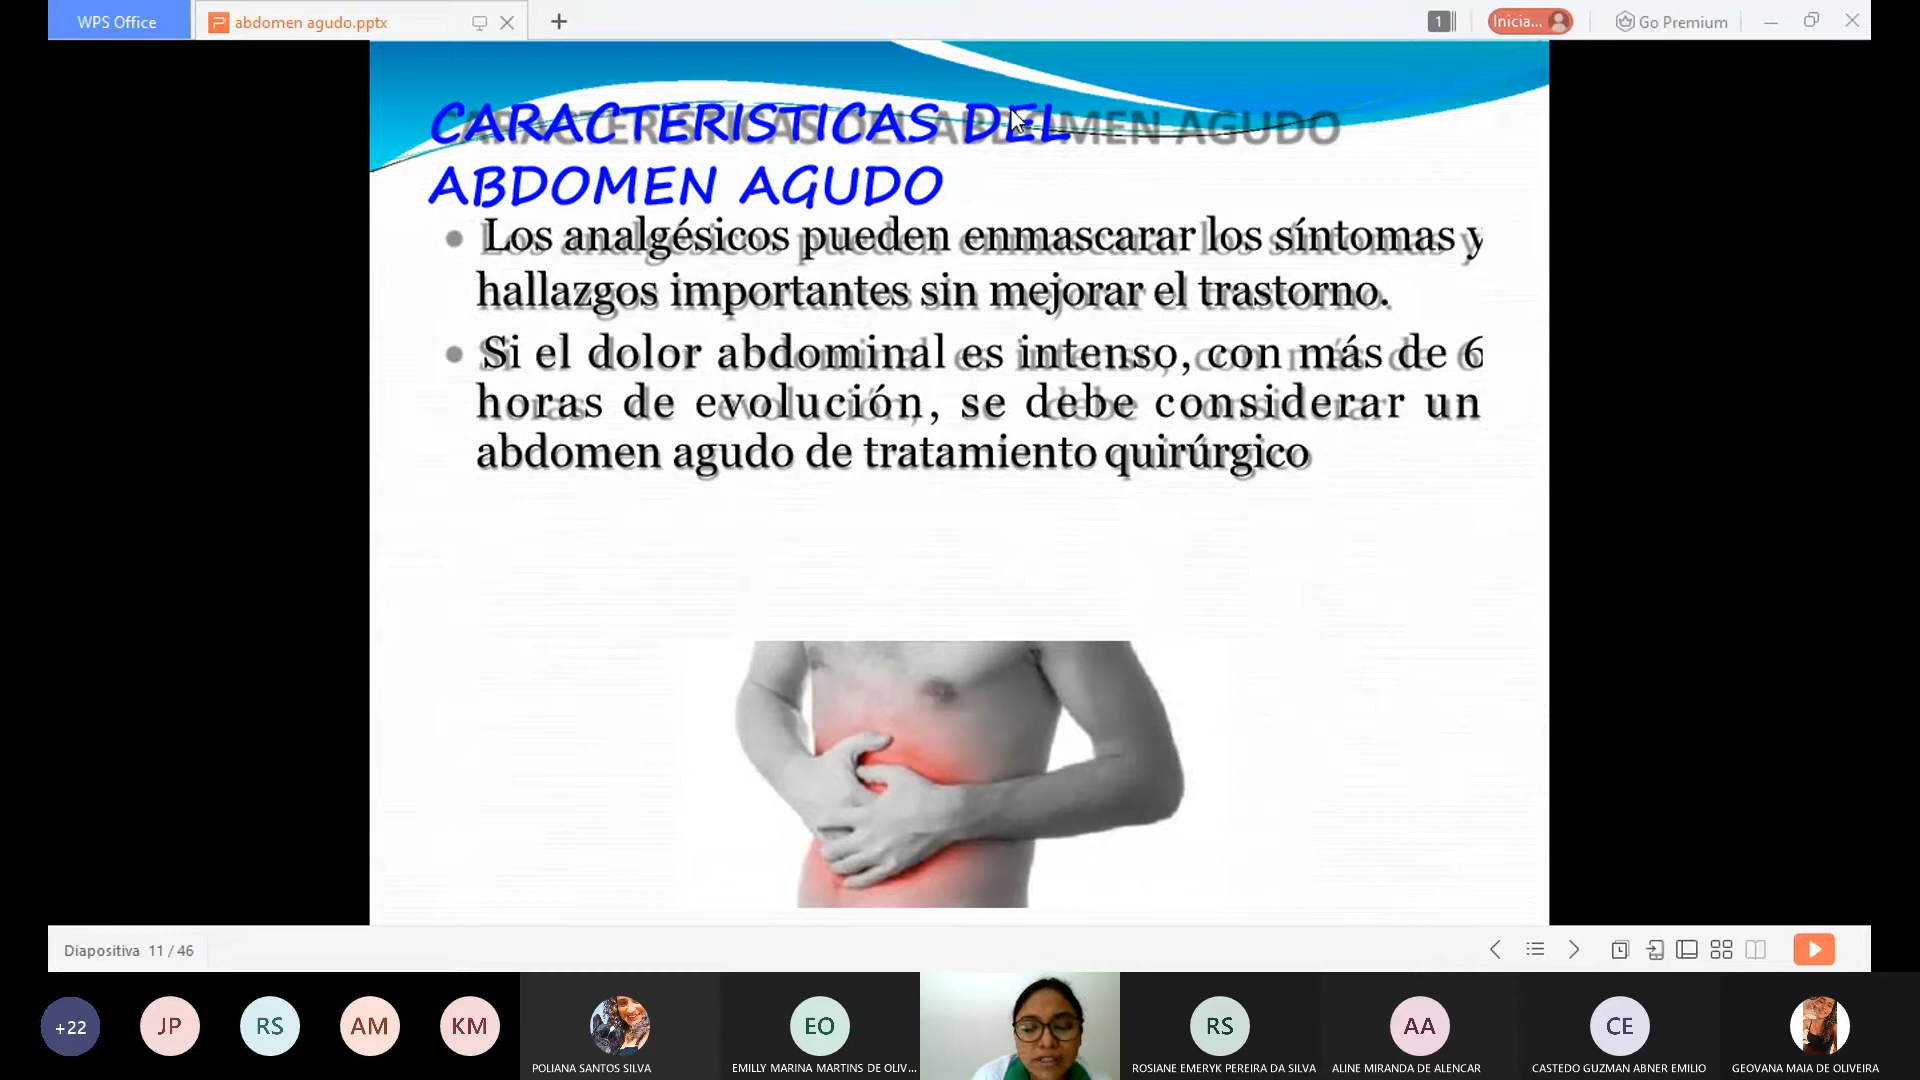 WPS Office
abdomen agudo.pptx
1
Inicia...
Go Premium
CARACTERISTICAS DEL
ABDOMEN AGUDO
Los analgésicos pueden enmascarar los síntomas y
hallazgos importantes sin mejorar el trastorno.
Si el dolor abdominal es intenso, con más de 6
horas de evolución, se debe considerar un
abdomen agudo de tratamiento quirúrgico
Diapositiva 11 / 46
+22
JP
RS
AM
KM
POLIANA SANTOS SILVA
EO
EMILLY MARINA MARTINS DE OLIV...
RS
ROSIANE EMERYK PEREIRA DA SILVA
AA
ALINE MIRANDA DE ALENCAR
CE
CASTEDO GUZMAN ABNER EMILIO
GEOVANA MAIA DE OLIVEIRA